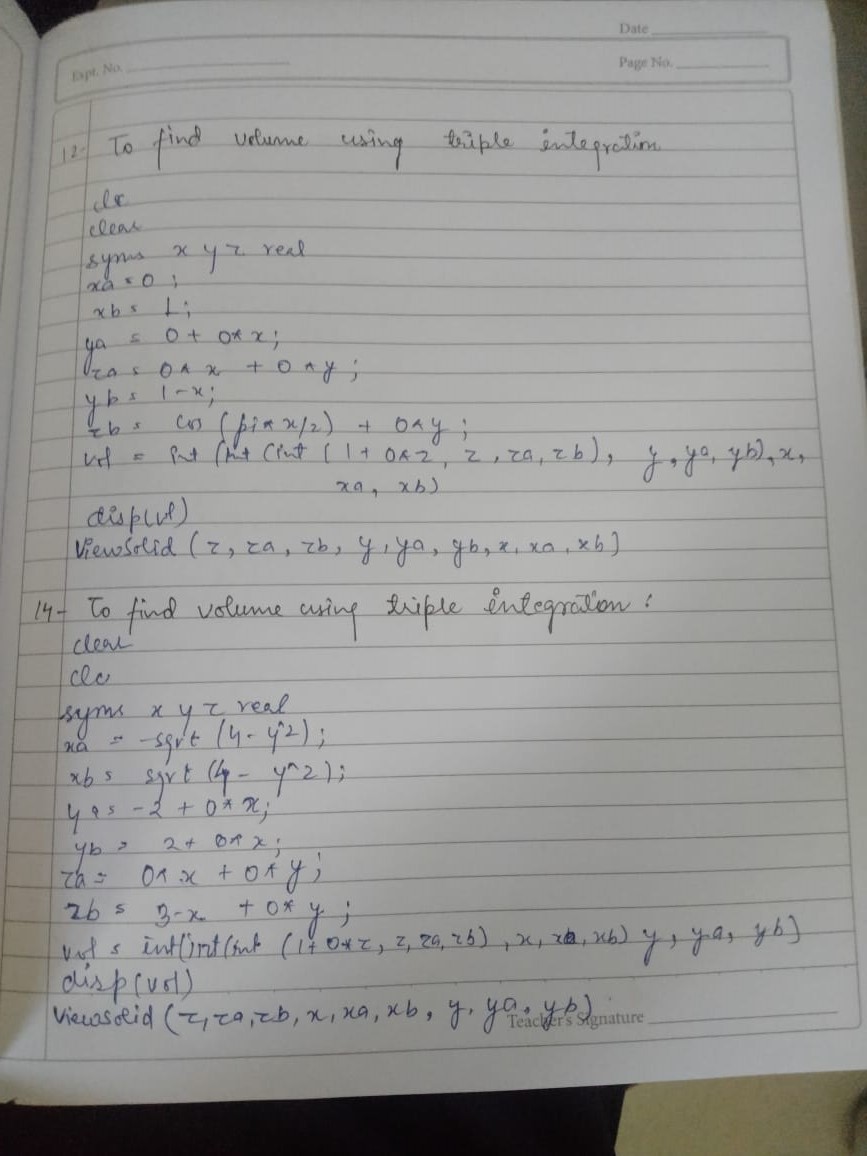 Date
Expt. No.
Page No.
12- To find volume using triple integration
clc
clear
syms x y z real
xa = 0 ;
xb = 1;
ya = 0 + 0*x;
za = 0*x + 0*y;
yb = 1-x;
zb = cos (pi*x/2) + 0*y;
vol = int (int (int (1 + 0*z, z, za, zb), y, ya, yb), x,
xa, xb)
disp(vol)
viewSolid (z, za, zb, y, ya, yb, x, xa, xb)
14- To find volume using triple integration :
clear
clc
syms x y z real
xa = -sqrt (4 - y^2);
xb = sqrt (4 - y^2);
ya = -2 + 0*x;
yb = 2 + 0*x;
za = 0*x + 0*y;
zb = 3-x + 0*y;
vol = int(int(int (1+0*z, z, za, zb), x, xa, xb) y, ya, yb)
disp(vol)
viewsolid (z, za, zb, x, xa, xb, y, ya, yb)
Teacher's Signature